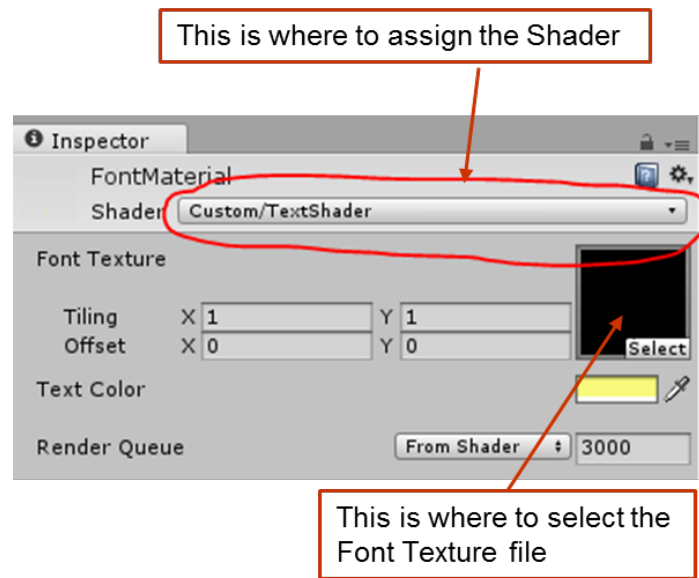 This is where to assign the Shader
Inspector
FontMaterial
Shader Custom/TextShader
Font Texture
Tiling X 1 Y 1
Offset X 0 Y 0
Select
Text Color
Render Queue From Shader 3000
This is where to select the
Font Texture file